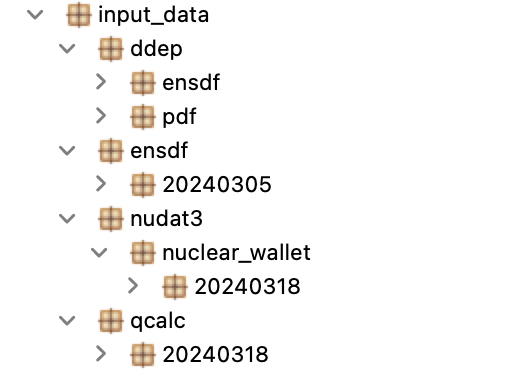 input_data
ddep
ensdf
pdf
ensdf
20240305
nudat3
nuclear_wallet
20240318
qcalc
20240318